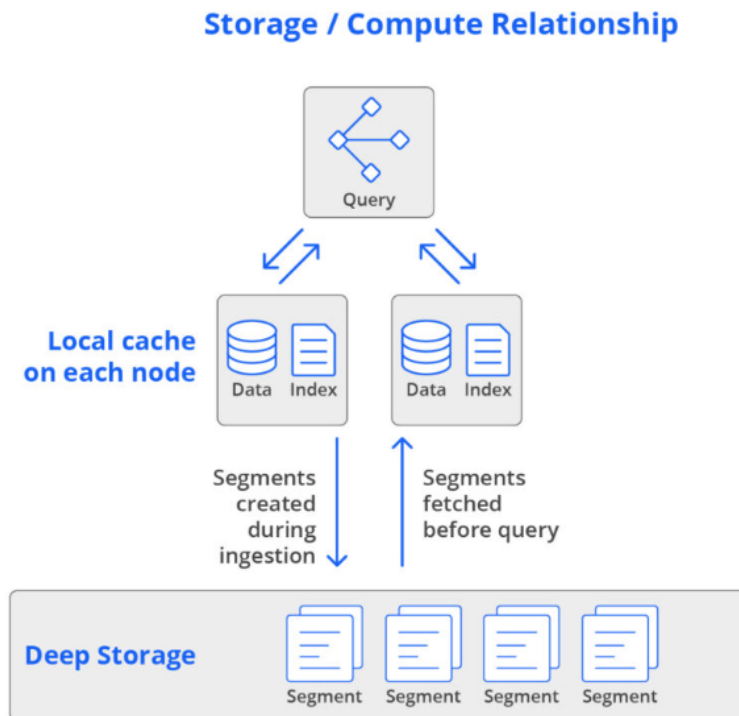 Storage / Compute Relationship
Query
Local cache
on each node
Data Index
Data Index
Segments
created
during
ingestion
Segments
fetched
before query
Deep Storage
Segment Segment Segment Segment